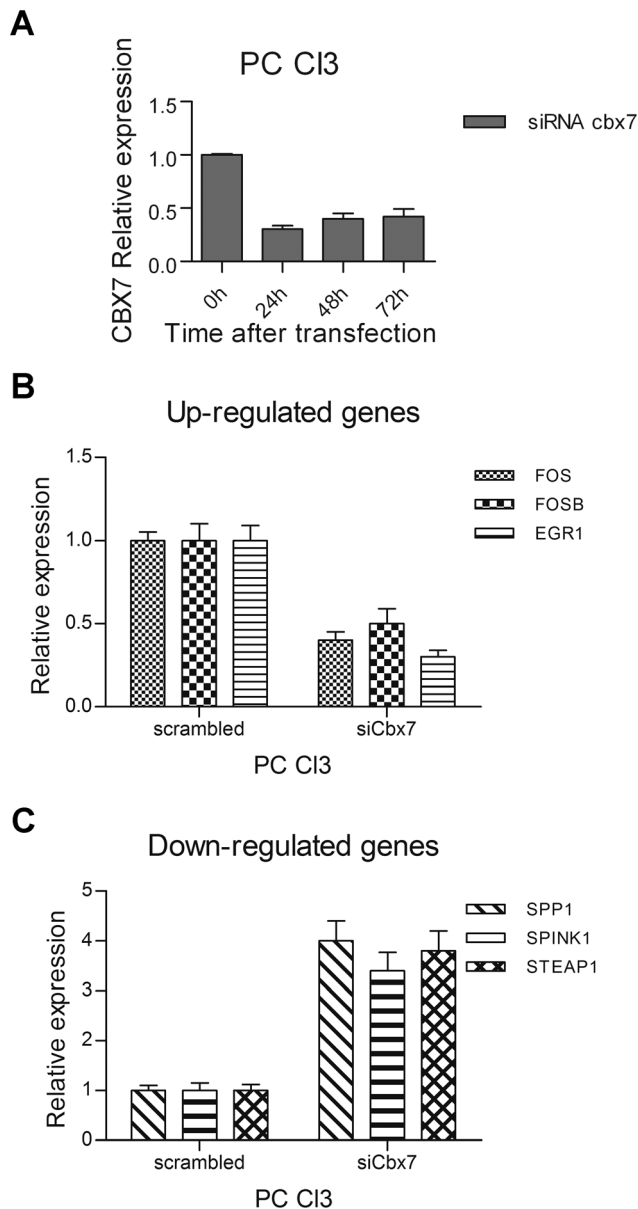 A
PC Cl3
CBX7 Relative expression
1.5
1.0
0.5
0.0
0h
24h
48h
72h
Time after transfection
siRNA cbx7
B
Up-regulated genes
Relative expression
1.5
1.0
0.5
0.0
scrambled
siCbx7
PC Cl3
FOS
FOSB
EGR1
C
Down-regulated genes
Relative expression
5
4
3
2
1
0
scrambled
siCbx7
PC Cl3
SPP1
SPINK1
STEAP1